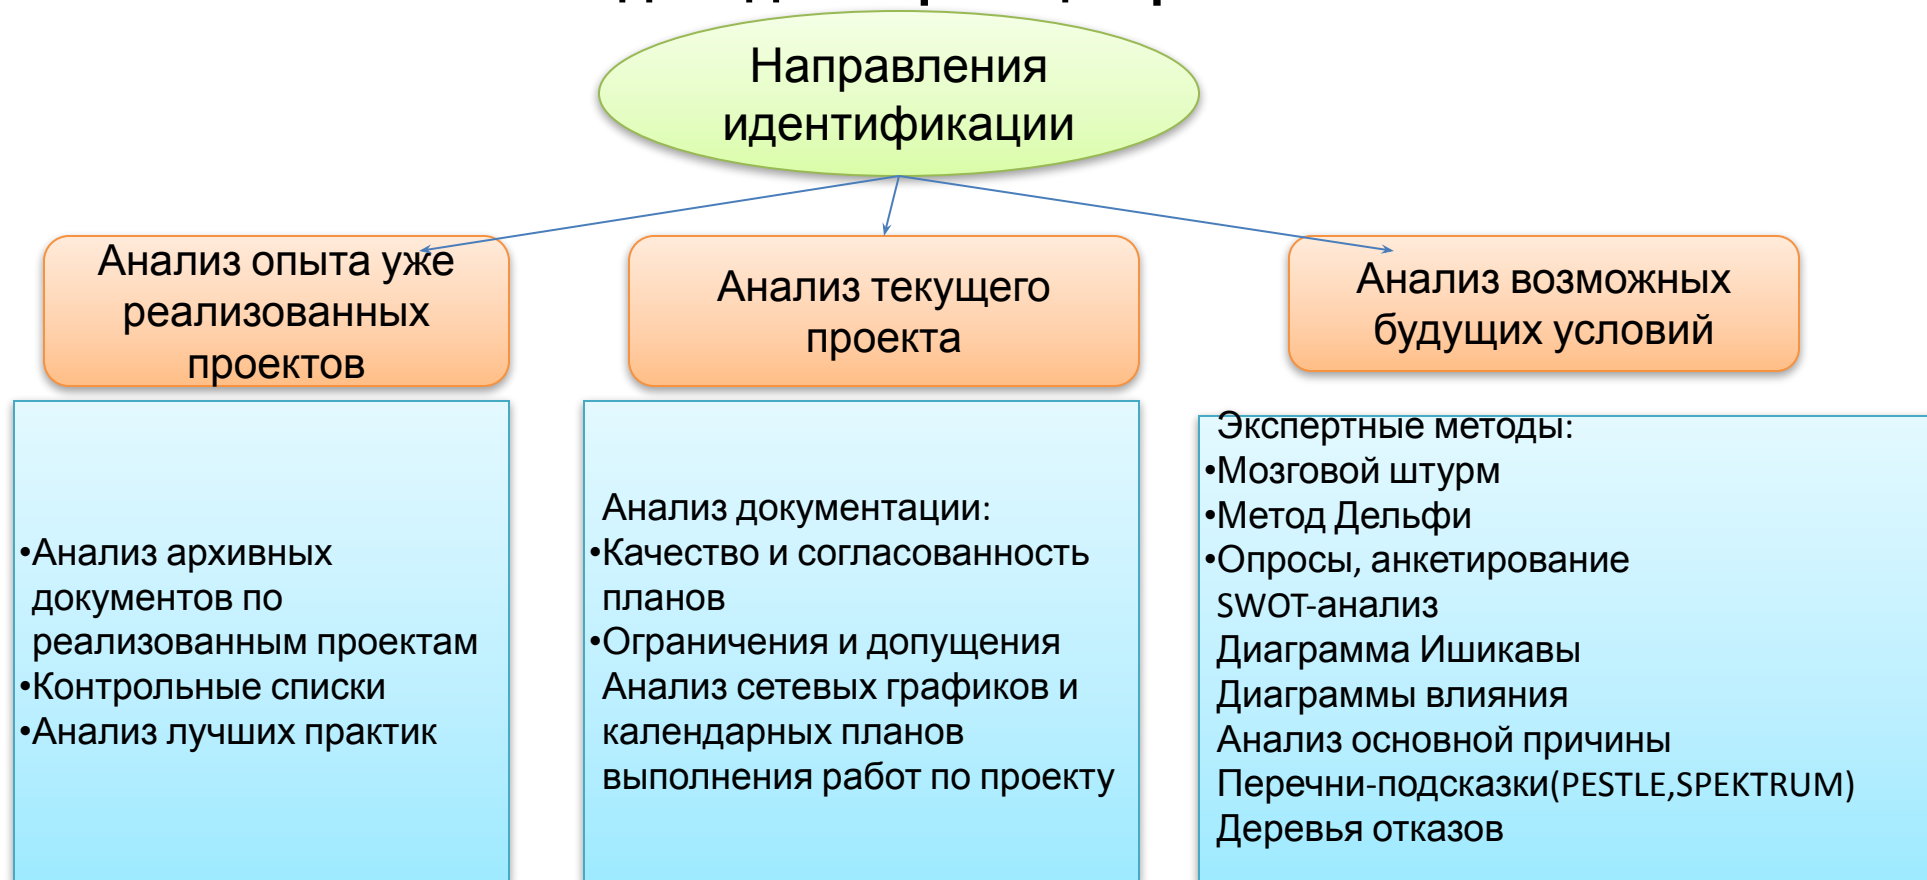 Направления
идентификации
Анализ опыта уже
реализованных
проектов
Анализ текущего
проекта
Анализ возможных
будущих условий
•Анализ архивных
документов по
реализованным проектам
•Контрольные списки
•Анализ лучших практик
Анализ документации:
•Качество и согласованность
планов
•Ограничения и допущения
Анализ сетевых графиков и
календарных планов
выполнения работ по проекту
Экспертные методы:
•Мозговой штурм
•Метод Дельфи
•Опросы, анкетирование
SWOT-анализ
Диаграмма Ишикавы
Диаграммы влияния
Анализ основной причины
Перечни-подсказки(PESTLE,SPEKTRUM)
Деревья отказов